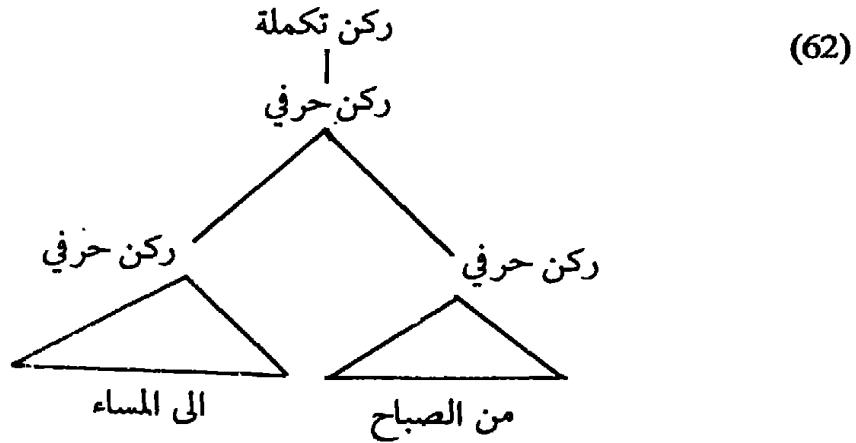 (62)
ركن تكملة
ركن حرفي
ركن حرفي
ركن حرفي
من الصباح
الى المساء